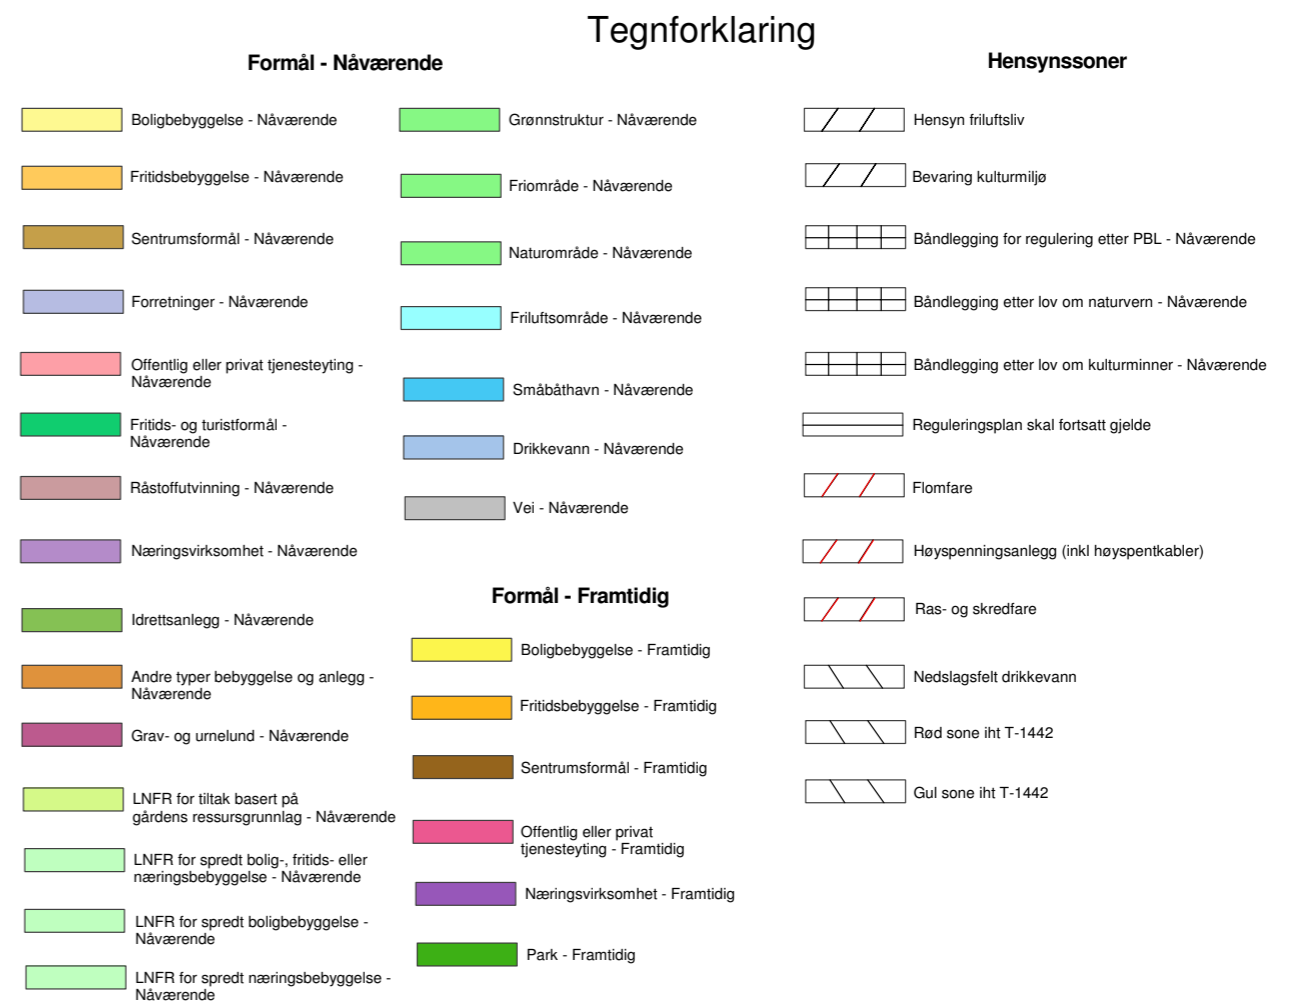 Tegnforklaring
Formål - Nåværende
Boligbebyggelse - Nåværende
Fritidsbebyggelse - Nåværende
Sentrumsformål - Nåværende
Forretninger - Nåværende
Offentlig eller privat tjenesteyting -
Nåværende
Fritids- og turistformål -
Nåværende
Råstoffutvinning - Nåværende
Næringsvirksomhet - Nåværende
Idrettsanlegg - Nåværende
Andre typer bebyggelse og anlegg -
Nåværende
Grav- og urnelund - Nåværende
LNFR for tiltak basert på
gårdens ressursgrunnlag - Nåværende
LNFR for spredt bolig-, fritids- eller
næringsbebyggelse - Nåværende
LNFR for spredt boligbebyggelse -
Nåværende
LNFR for spredt næringsbebyggelse -
Nåværende
Grønnstruktur - Nåværende
Friområde - Nåværende
Naturområde - Nåværende
Friluftsområde - Nåværende
Småbåthavn - Nåværende
Drikkevann - Nåværende
Vei - Nåværende
Formål - Framtidig
Boligbebyggelse - Framtidig
Fritidsbebyggelse - Framtidig
Sentrumsformål - Framtidig
Offentlig eller privat
tjenesteyting - Framtidig
Næringsvirksomhet - Framtidig
Park - Framtidig
Hensynssoner
Hensyn friluftsliv
Bevaring kulturmiljø
Båndlegging for regulering etter PBL - Nåværende
Båndlegging etter lov om naturvern - Nåværende
Båndlegging etter lov om kulturminner - Nåværende
Reguleringsplan skal fortsatt gjelde
Flomfare
Høyspenningsanlegg (inkl høyspentkabler)
Ras- og skredfare
Nedslagsfelt drikkevann
Rød sone iht T-1442
Gul sone iht T-1442